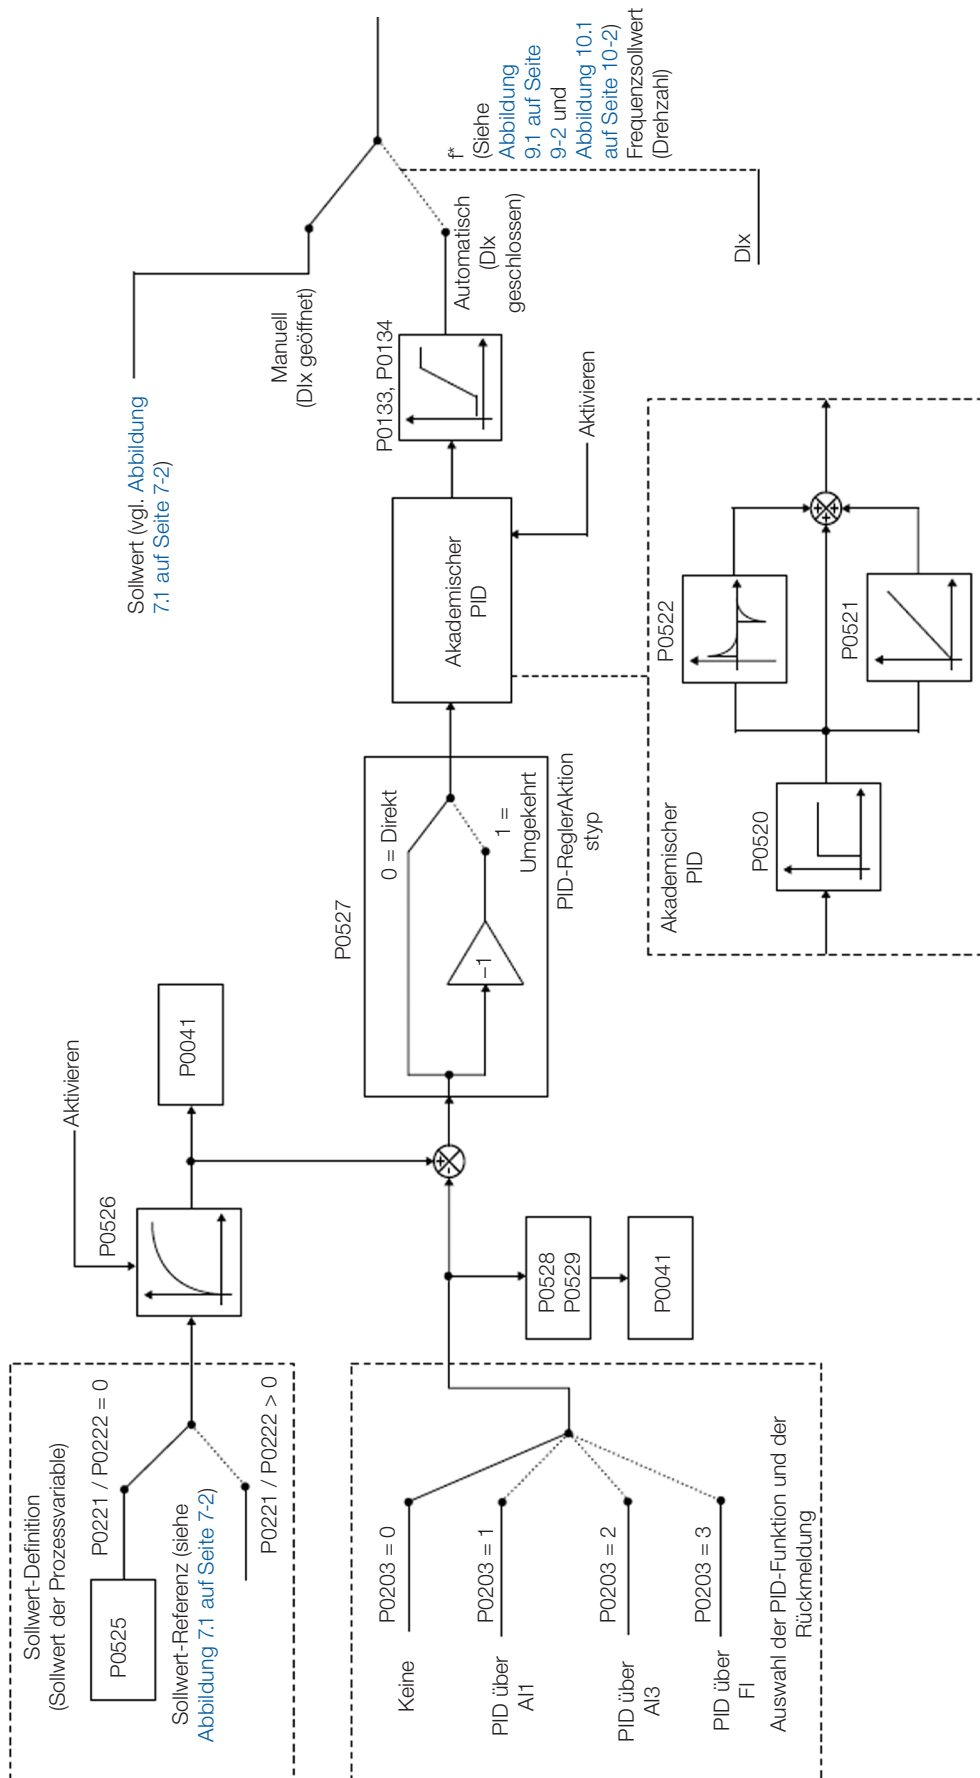 Sollwert-Definition
(Sollwert der Prozessvariable)
P0525
P0221 / P0222 = 0
Sollwert-Referenz (siehe
Abbildung 7.1 auf Seite 7-2)
P0221 / P0222 > 0
Aktivieren
P0526
P0041
Keine
P0203 = 0
PID über
AI1
P0203 = 1
PID über
AI3
P0203 = 2
PID über
FI
P0203 = 3
Auswahl der PID-Funktion und der
Rückmeldung
P0528
P0529
P0041
+
-
P0527
0 = Direkt
-1
1 =
Umgekehrt
PID-ReglerAktion
styp
Akademischer
PID
Aktivieren
P0133, P0134
Sollwert (vgl. Abbildung
7.1 auf Seite 7-2)
Manuell
(DIx geöffnet)
Automatisch
(DIx
geschlossen)
f*
(Siehe
Abbildung
9.1 auf Seite
9-2 und
Abbildung 10.1
auf Seite 10-2)
Frequenzsollwert
(Drehzahl)
DIx
Akademischer
PID
P0520
P0522
P0521
+
+
+